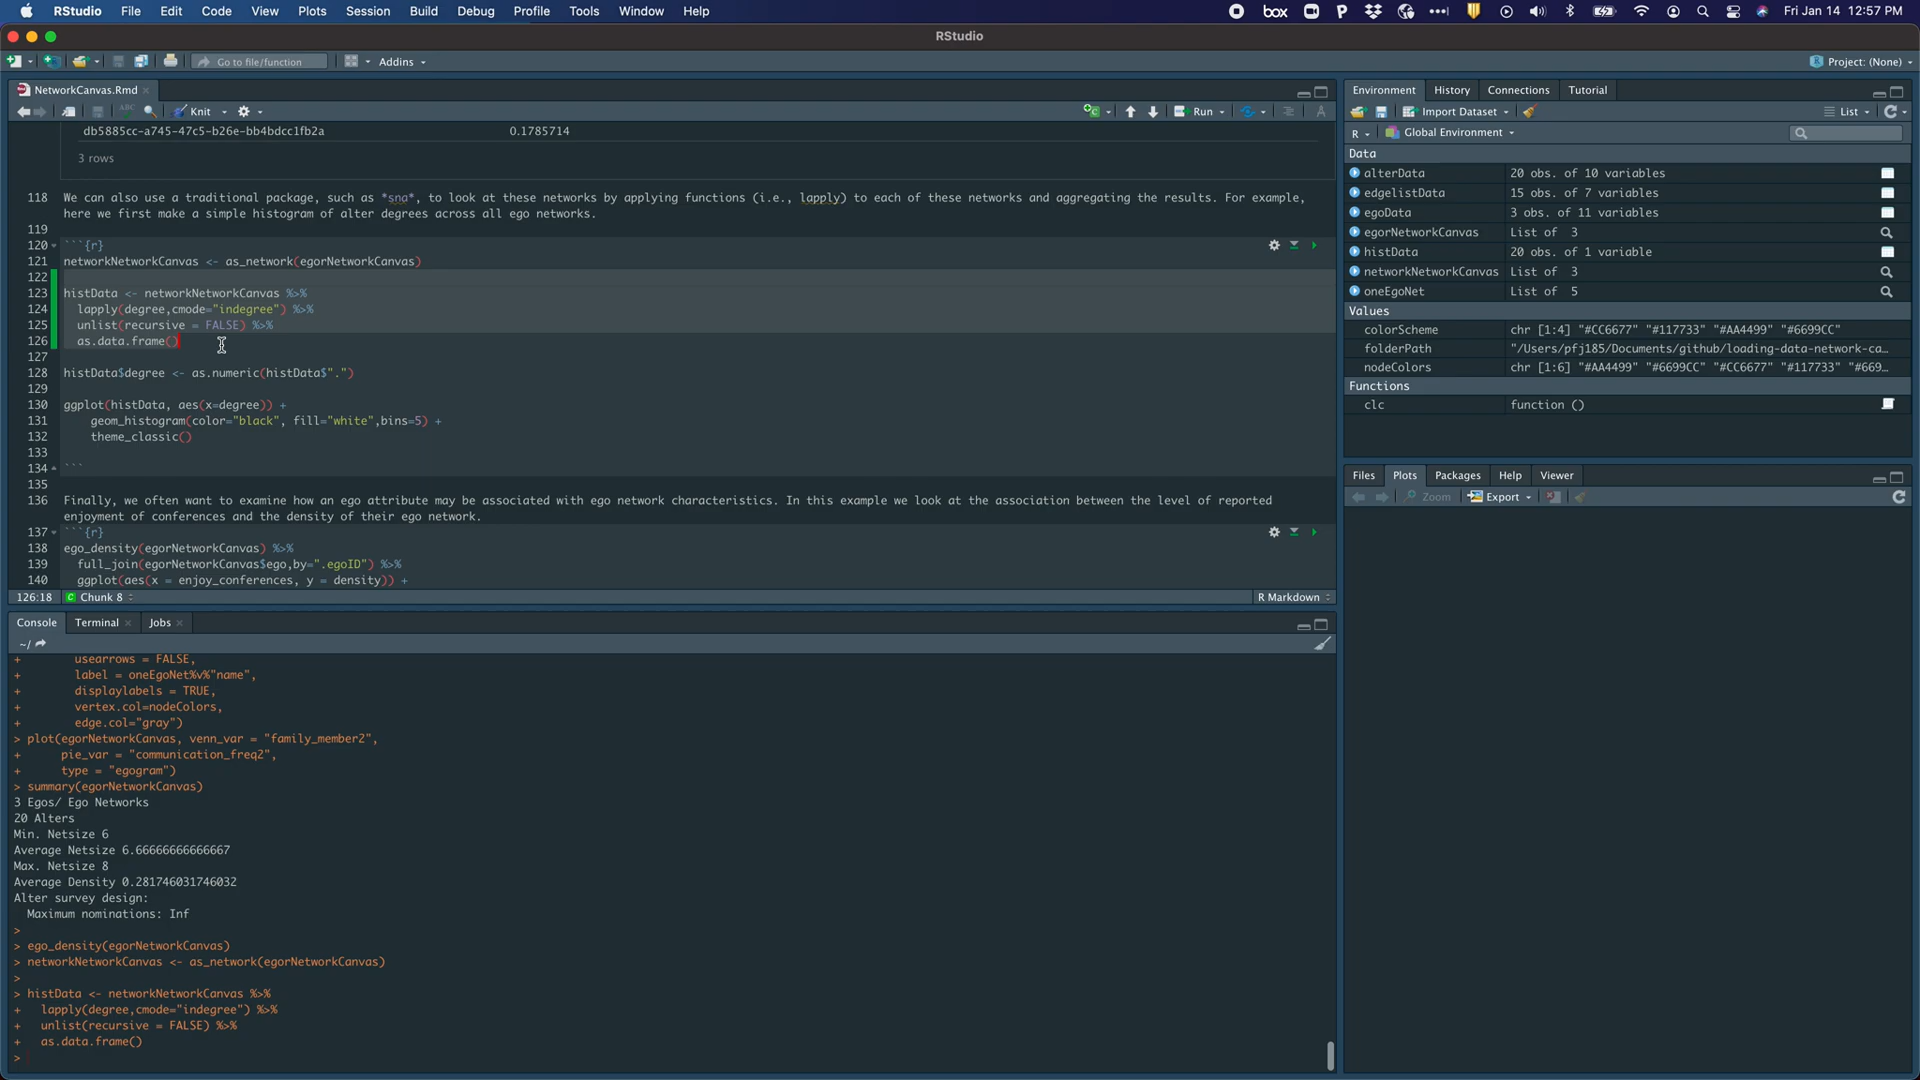 RStudio File Edit Code View Plots Session Build Debug Profile Tools Window Help box Fri Jan 14 12:57 PM
RStudio
Go to file/function Addins Project: (None)
NetworkCanvas.Rmd
Knit Run
db5885cc-a745-47c5-b26e-bb4bdcc1fb2a 0.1785714
3 rows
118 We can also use a traditional package, such as *sna*, to look at these networks by applying functions (i.e., lapply) to each of these networks and aggregating the results. For example,
here we first make a simple histogram of alter degrees across all ego networks.
119
120 ```{r}
121 networkNetworkCanvas <- as_network(egorNetworkCanvas)
122
123 histData <- networkNetworkCanvas %>%
124 lapply(degree,cmode="indegree") %>%
125 unlist(recursive = FALSE) %>%
126 as.data.frame()
127
128 histData$degree <- as.numeric(histData$".")
129
130 ggplot(histData, aes(x=degree)) +
131 geom_histogram(color="black", fill="white",bins=5) +
132 theme_classic()
133
134 ```
135
136 Finally, we often want to examine how an ego attribute may be associated with ego network characteristics. In this example we look at the association between the level of reported
enjoyment of conferences and the density of their ego network.
137 ```{r}
138 ego_density(egorNetworkCanvas) %>%
139 full_join(egorNetworkCanvas$ego,by=".egoID") %>%
140 ggplot(aes(x = enjoy_conferences, y = density)) +
126:18 Chunk 8 R Markdown
Console Terminal Jobs
~/
+ usearrows = FALSE,
+ label = oneEgoNet%v%"name",
+ displaylabels = TRUE,
+ vertex.col=nodeColors,
+ edge.col="gray")
> plot(egorNetworkCanvas, venn_var = "family_member2",
+ pie_var = "communication_freq2",
+ type = "egogram")
> summary(egorNetworkCanvas)
3 Egos/ Ego Networks
20 Alters
Min. Netsize 6
Average Netsize 6.66666666666667
Max. Netsize 8
Average Density 0.281746031746032
Alter survey design:
Maximum nominations: Inf
>
> ego_density(egorNetworkCanvas)
> networkNetworkCanvas <- as_network(egorNetworkCanvas)
>
> histData <- networkNetworkCanvas %>%
+ lapply(degree,cmode="indegree") %>%
+ unlist(recursive = FALSE) %>%
+ as.data.frame()
>
Environment History Connections Tutorial
Import Dataset List
R Global Environment
Data
alterData 20 obs. of 10 variables
edgelistData 15 obs. of 7 variables
egoData 3 obs. of 11 variables
egorNetworkCanvas List of 3
histData 20 obs. of 1 variable
networkNetworkCanvas List of 3
oneEgoNet List of 5
Values
colorScheme chr [1:4] "#CC6677" "#117733" "#AA4499" "#6699CC"
folderPath "/Users/pfj185/Documents/github/loading-data-network-ca…
nodeColors chr [1:6] "#AA4499" "#6699CC" "#CC6677" "#117733" "#669…
Functions
clc function ()
Files Plots Packages Help Viewer
Zoom Export